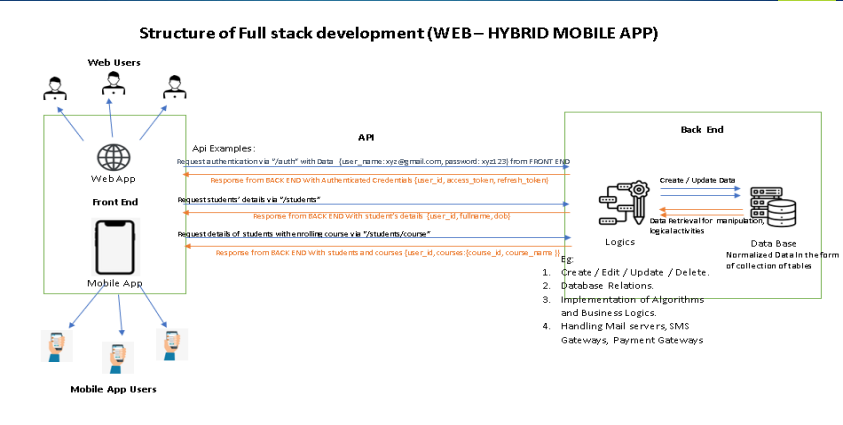 Structure of Full stack development (WEB – HYBRID MOBILE APP)
Web Users
Web App
Front End
Mobile App
Mobile App Users
API
Api Examples:
Request authentication via “/auth” with Data {user_name: xyz@gmail.com, password: xyz123} from FRONT END
Response from BACK END With Authenticated Credentials {user_id, access_token, refresh_token}
Request students’ details via “/students”
Response from BACK END With student’s details {user_id, fullname, dob}
Request details of students with enrolling course via “/students/course”
Response from BACK END With students and courses {user_id, courses:{course_id, course_name }}
Back End
Create / Update Data
Data Retrieval for manipulation,
logical activities
Logics
Data Base
Normalized Data In the form
of collection of tables
Eg:
1. Create / Edit / Update / Delete.
2. Database Relations.
3. Implementation of Algorithms
and Business Logics.
4. Handling Mail servers, SMS
Gateways, Payment Gateways